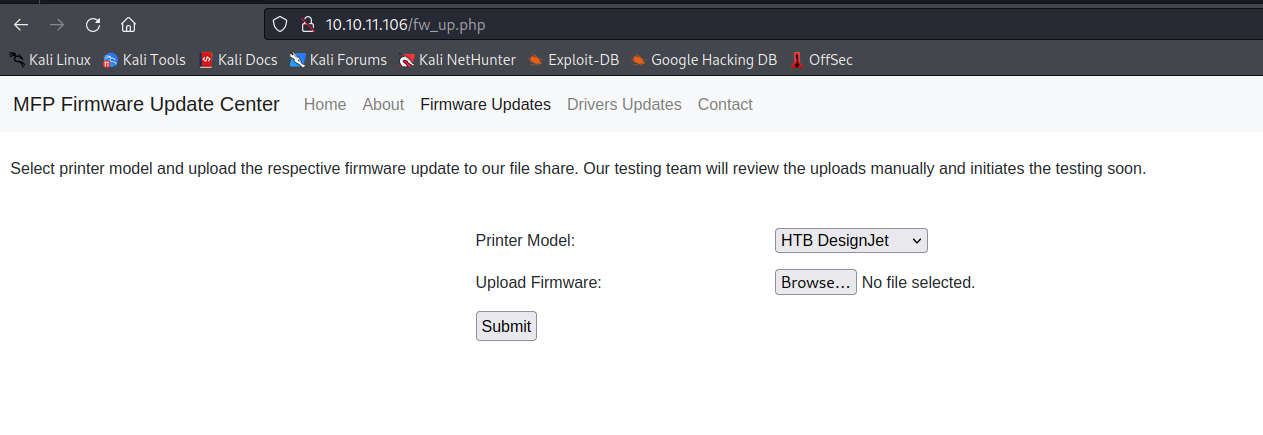 10.10.11.106/fw_up.php
Kali Linux Kali Tools Kali Docs Kali Forums Kali NetHunter Exploit-DB Google Hacking DB OffSec
MFP Firmware Update Center Home About Firmware Updates Drivers Updates Contact
Select printer model and upload the respective firmware update to our file share. Our testing team will review the uploads manually and initiates the testing soon.
Printer Model: HTB DesignJet
Upload Firmware: Browse... No file selected.
Submit